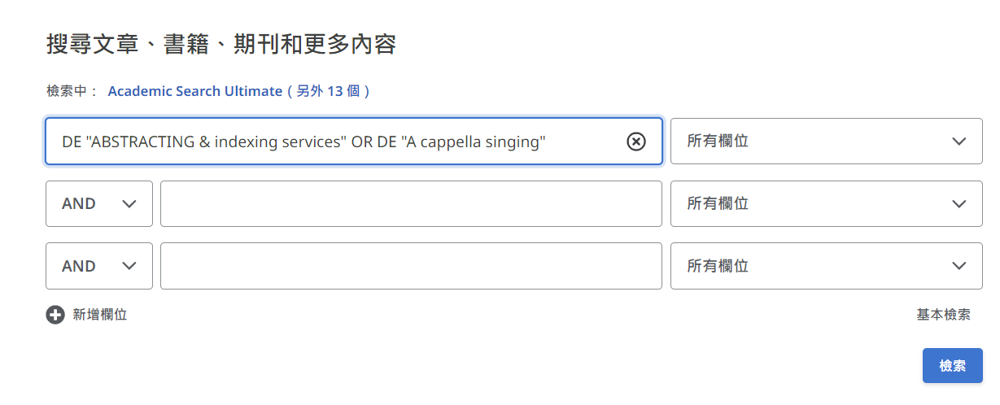 搜尋文章、書籍、期刊和更多內容
檢索中： Academic Search Ultimate ( 另外 13 個 )
DE "ABSTRACTING & indexing services" OR DE "A cappella singing" 所有欄位
AND 所有欄位
AND 所有欄位
新增欄位 基本檢索
檢索